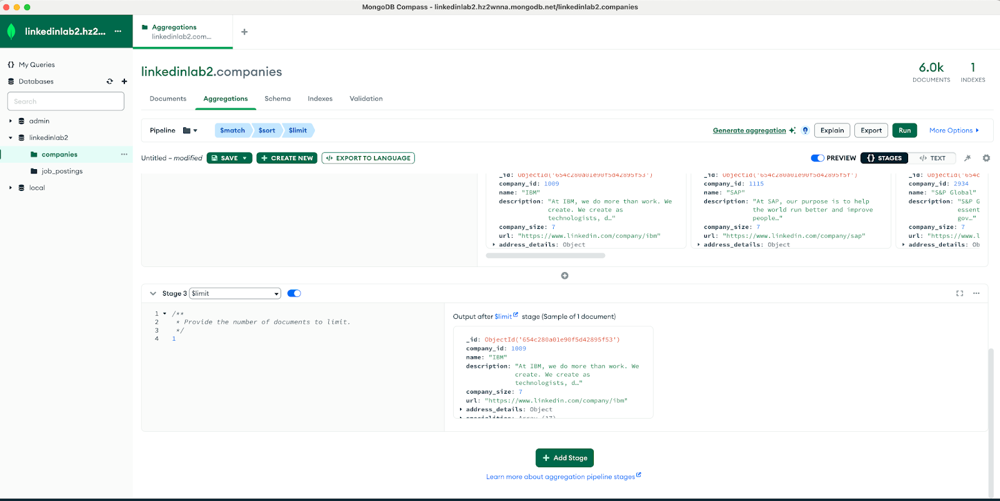 MongoDB Compass - linkedinlab2.hz2wnna.mongodb.net/linkedinlab2.companies
linkedinlab2.hz2...
Aggregations
linkedinlab2.com...
My Queries
Databases
Search
admin
linkedinlab2
companies
job_postings
local
linkedinlab2.companies
6.0k
DOCUMENTS
1
INDEXES
Documents
Aggregations
Schema
Indexes
Validation
Pipeline
$match
$sort
$limit
Generate aggregation
Explain
Export
Run
More Options
Untitled – modified
SAVE
CREATE NEW
</> EXPORT TO LANGUAGE
PREVIEW
{} STAGES
</> TEXT
_id: ObjectId('654c280a01e90f5d42895f53')
company_id: 1009
name: "IBM"
description: "At IBM, we do more than work. We
create. We create as
technologists, d…"
company_size: 7
url: "https://www.linkedin.com/company/ibm"
address_details: Object
_id: ObjectId('654c280a01e90f5d42895f5f')
company_id: 1115
name: "SAP"
description: "At SAP, our purpose is to help
the world run better and improve
people…"
company_size: 7
url: "https://www.linkedin.com/company/sap"
address_details: Object
_id: ObjectId('654c
company_id: 2934
name: "S&P Global"
description: "S&P G
essent
gov…"
company_size: 7
url: "https://www.l
address_details: Ob
Stage 3
$limit
1 /**
2 * Provide the number of documents to limit.
3 */
4 1
Output after $limit stage (Sample of 1 document)
_id: ObjectId('654c280a01e90f5d42895f53')
company_id: 1009
name: "IBM"
description: "At IBM, we do more than work. We
create. We create as
technologists, d…"
company_size: 7
url: "https://www.linkedin.com/company/ibm"
address_details: Object
specialities: Array (17)
Add Stage
Learn more about aggregation pipeline stages